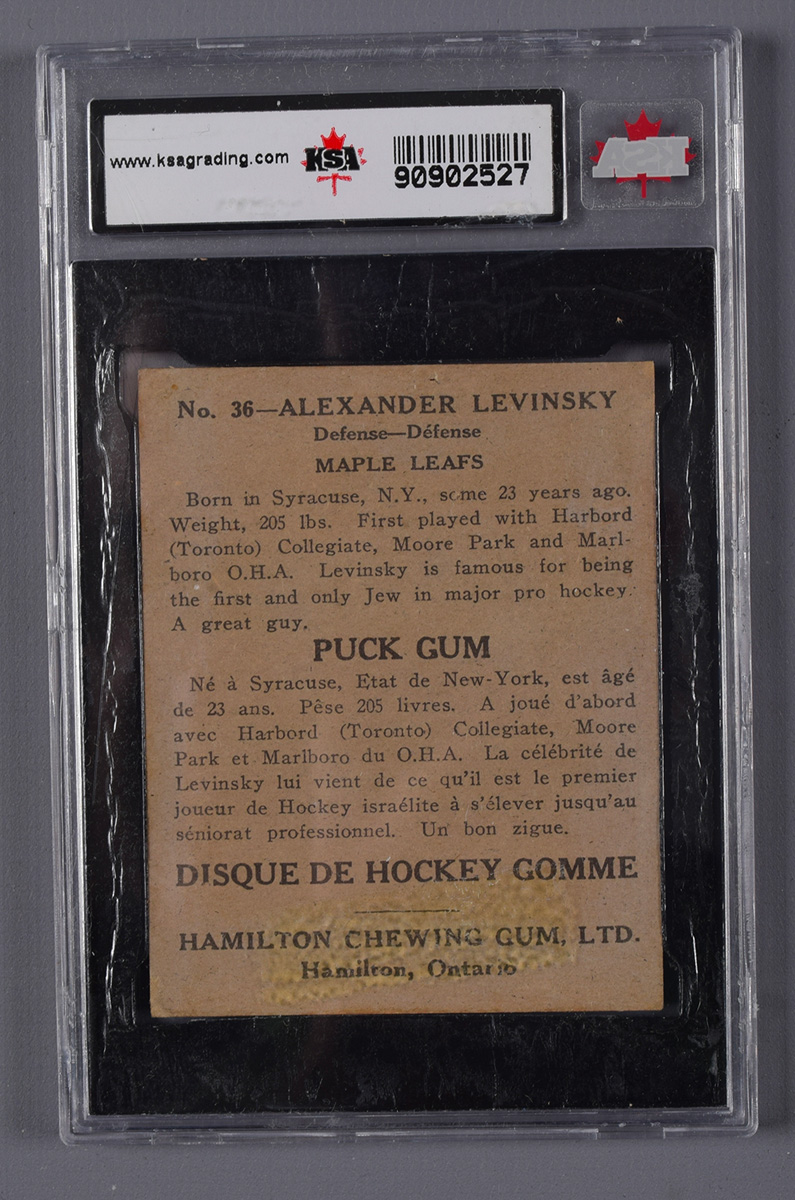 www.ksagrading.com KSA
90902527
KSA
No. 36—ALEXANDER LEVINSKY
Defense—Défense
MAPLE LEAFS
Born in Syracuse, N.Y., some 23 years ago.
Weight, 205 lbs. First played with Harbord
(Toronto) Collegiate, Moore Park and Marl-
boro O.H.A. Levinsky is famous for being
the first and only Jew in major pro hockey.
A great guy.
PUCK GUM
Né à Syracuse, Etat de New-York, est âgé
de 23 ans. Pêse 205 livres. A joué d'abord
avec Harbord (Toronto) Collegiate, Moore
Park et Marlboro du O.H.A. La célébrité de
Levinsky lui vient de ce qu'il est le premier
joueur de Hockey israélite à s'élever jusqu'au
séniorat professionnel. Un bon zigue.
DISQUE DE HOCKEY GOMME
HAMILTON CHEWING GUM, LTD.
Hamilton, Ontario